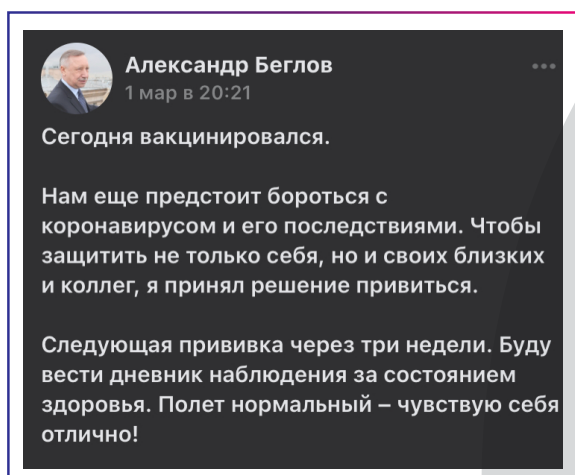 Александр Беглов
1 мар в 20:21
Сегодня вакцинировался.
Нам еще предстоит бороться с
коронавирусом и его последствиями. Чтобы
защитить не только себя, но и своих близких
и коллег, я принял решение привиться.
Следующая прививка через три недели. Буду
вести дневник наблюдения за состоянием
здоровья. Полет нормальный – чувствую себя
отлично!